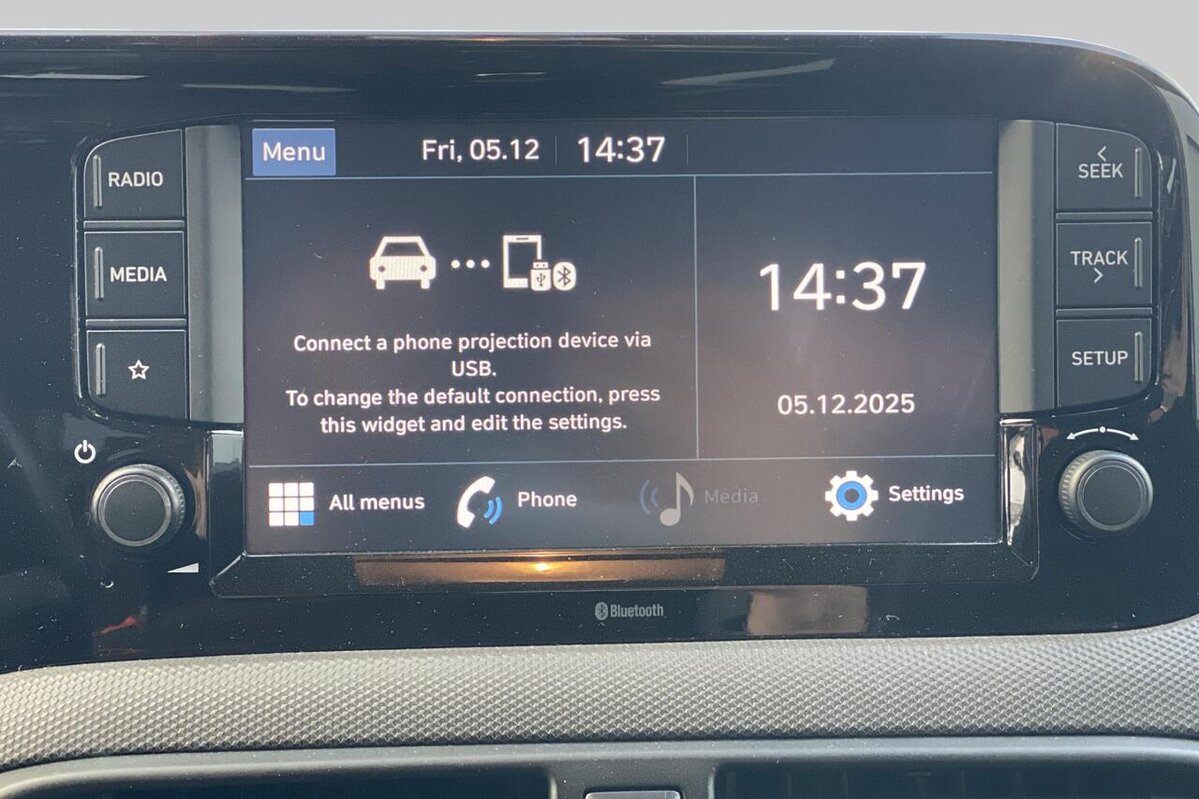 Menu
Fri, 05.12
14:37
RADIO
MEDIA
Connect a phone projection device via
USB.
To change the default connection, press
this widget and edit the settings.
14:37
05.12.2025
All menus
Phone
Media
Settings
SEEK
TRACK
SETUP
Bluetooth